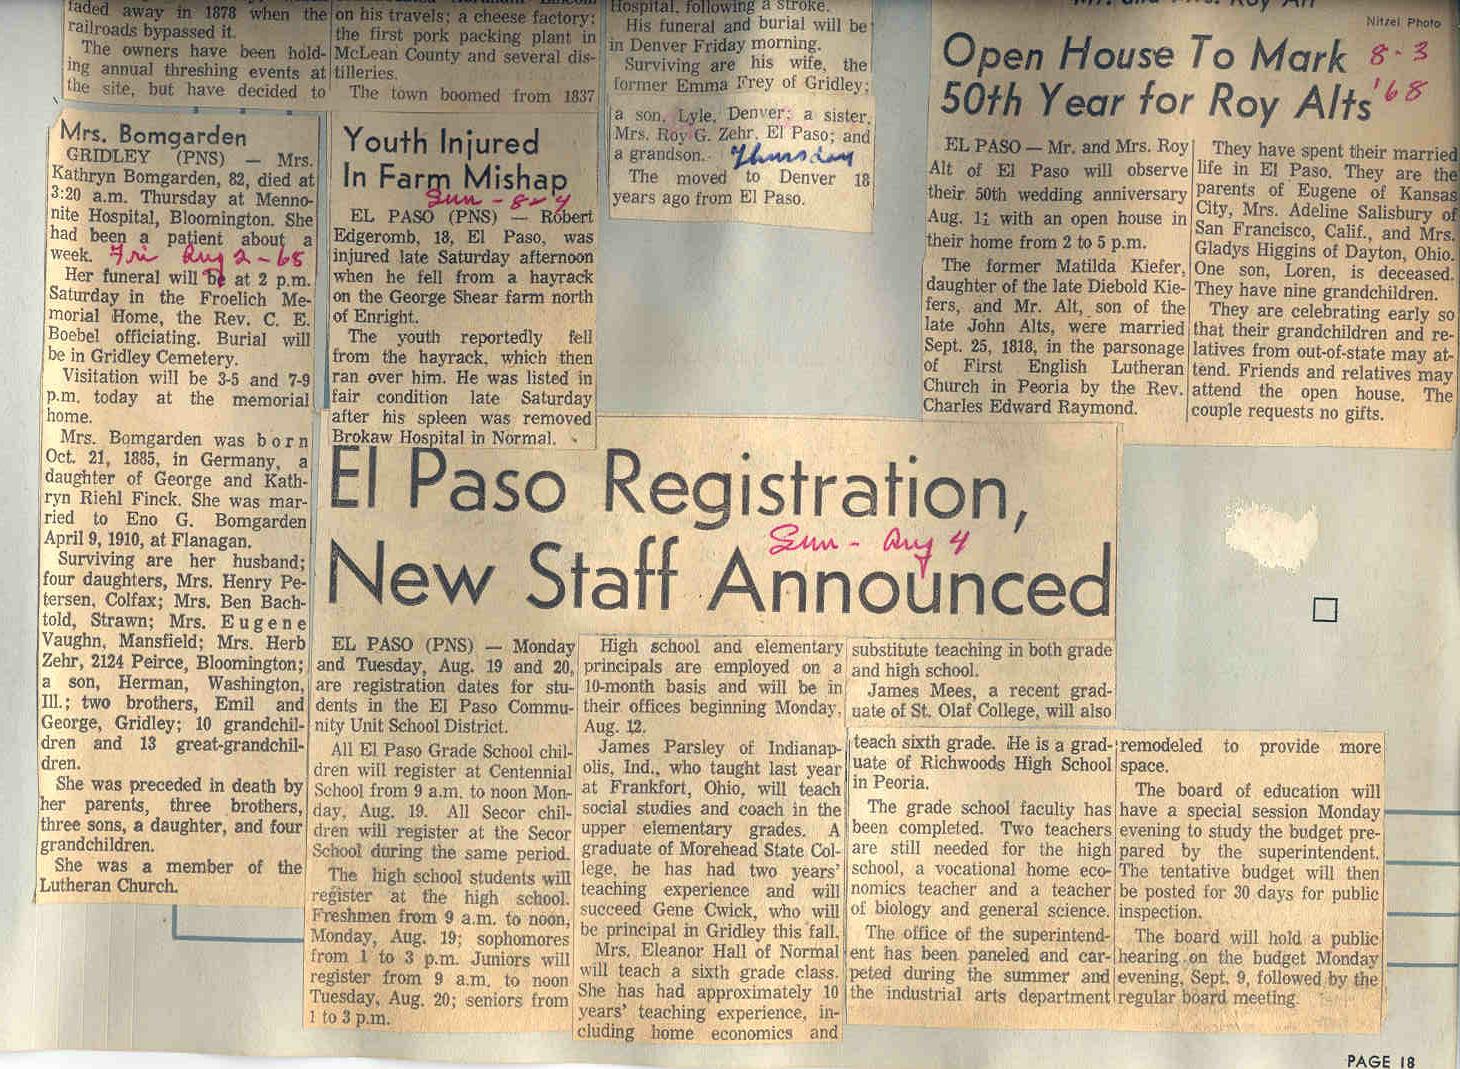 faded away in 1878 when the
railroads bypassed it.
The owners have been hold-
ing annual threshing events at
the site, but have decided to
on his travels; a cheese factory;
the first pork packing plant in
McLean County and several dis-
tilleries.
The town boomed from 1837
Hospital, following a stroke.
His funeral and burial will be
in Denver Friday morning.
Surviving are his wife, the
former Emma Frey of Gridley;
a son, Lyle, Denver; a sister,
Mrs. Roy G. Zehr, El Paso; and
a grandson. Thursday
The moved to Denver 18
years ago from El Paso.
Mr. and Mrs. Roy Alt
Nitzel Photo
Open House To Mark 8-3
50th Year for Roy Alts '68
EL PASO — Mr. and Mrs. Roy
Alt of El Paso will observe
their 50th wedding anniversary
Aug. 11 with an open house in
their home from 2 to 5 p.m.
The former Matilda Kiefer,
daughter of the late Diebold Kie-
fers, and Mr. Alt, son of the
late John Alts, were married
Sept. 25, 1818, in the parsonage
of First English Lutheran
Church in Peoria by the Rev.
Charles Edward Raymond.
They have spent their married
life in El Paso. They are the
parents of Eugene of Kansas
City, Mrs. Adeline Salisbury of
San Francisco, Calif., and Mrs.
Gladys Higgins of Dayton, Ohio.
One son, Loren, is deceased.
They have nine grandchildren.
They are celebrating early so
that their grandchildren and re-
latives from out-of-state may at-
tend. Friends and relatives may
attend the open house. The
couple requests no gifts.
Mrs. Bomgarden
GRIDLEY (PNS) — Mrs.
Kathryn Bomgarden, 82, died at
3:20 a.m. Thursday at Menno-
nite Hospital, Bloomington. She
had been a patient about a
week. Fri Aug 2-68
Her funeral will be at 2 p.m.
Saturday in the Froelich Me-
morial Home, the Rev. C. E.
Boebel officiating. Burial will
be in Gridley Cemetery.
Visitation will be 3-5 and 7-9
p.m. today at the memorial
home.
Mrs. Bomgarden was born
Oct. 21, 1885, in Germany, a
daughter of George and Kath-
ryn Riehl Finck. She was mar-
ried to Eno G. Bomgarden
April 9, 1910, at Flanagan.
Surviving are her husband;
four daughters, Mrs. Henry Pe-
tersen, Colfax; Mrs. Ben Bach-
told, Strawn; Mrs. Eugene
Vaughn, Mansfield; Mrs. Herb
Zehr, 2124 Peirce, Bloomington;
a son, Herman, Washington,
Ill.; two brothers, Emil and
George, Gridley; 10 grandchil-
dren and 13 great-grandchil-
dren.
She was preceded in death by
her parents, three brothers,
three sons, a daughter, and four
grandchildren.
She was a member of the
Lutheran Church.
Youth Injured
In Farm Mishap
Sun - 8-4
EL PASO (PNS) — Robert
Edgeromb, 18, El Paso, was
injured late Saturday afternoon
when he fell from a hayrack
on the George Shear farm north
of Enright.
The youth reportedly fell
from the hayrack, which then
ran over him. He was listed in
fair condition late Saturday
after his spleen was removed
Brokaw Hospital in Normal.
El Paso Registration,
Sun - Aug 4
New Staff Announced
EL PASO (PNS) — Monday
and Tuesday, Aug. 19 and 20,
are registration dates for stu-
dents in the El Paso Commu-
nity Unit School District.
All El Paso Grade School chil-
dren will register at Centennial
School from 9 a.m. to noon Mon-
day, Aug. 19. All Secor chil-
dren will register at the Secor
School during the same period.
The high school students will
register at the high school.
Freshmen from 9 a.m. to noon,
Monday, Aug. 19; sophomores
from 1 to 3 p.m. Juniors will
register from 9 a.m. to noon
Tuesday, Aug. 20; seniors from
1 to 3 p.m.
High school and elementary
principals are employed on a
10-month basis and will be in
their offices beginning Monday,
Aug. 12.
James Parsley of Indianap-
olis, Ind., who taught last year
at Frankfort, Ohio, will teach
social studies and coach in the
upper elementary grades. A
graduate of Morehead State Col-
lege, he has had two years'
teaching experience and will
succeed Gene Cwick, who will
be principal in Gridley this fall.
Mrs. Eleanor Hall of Normal
will teach a sixth grade class.
She has had approximately 10
years' teaching experience, in-
cluding home economics and
substitute teaching in both grade
and high school.
James Mees, a recent grad-
uate of St. Olaf College, will also
teach sixth grade. He is a grad-
uate of Richwoods High School
in Peoria.
The grade school faculty has
been completed. Two teachers
are still needed for the high
school, a vocational home eco-
nomics teacher and a teacher
of biology and general science.
The office of the superintend-
ent has been paneled and car-
peted during the summer and
the industrial arts department
remodeled to provide more
space.
The board of education will
have a special session Monday
evening to study the budget pre-
pared by the superintendent.
The tentative budget will then
be posted for 30 days for public
inspection.
The board will hold a public
hearing on the budget Monday
evening, Sept. 9, followed by the
regular board meeting.
PAGE 18